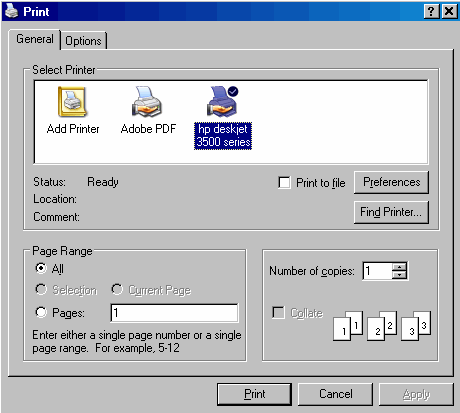 Print
General
Options
Select Printer
Add Printer
Adobe PDF
hp deskjet
3500 series
Status: Ready
Location:
Comment:
Print to file
Preferences
Find Printer...
Page Range
All
Selection
Current Page
Pages: 1
Enter either a single page number or a single
page range. For example, 5-12
Number of copies: 1
Collate
1 1 2 2 3 3
Print
Cancel
Apply